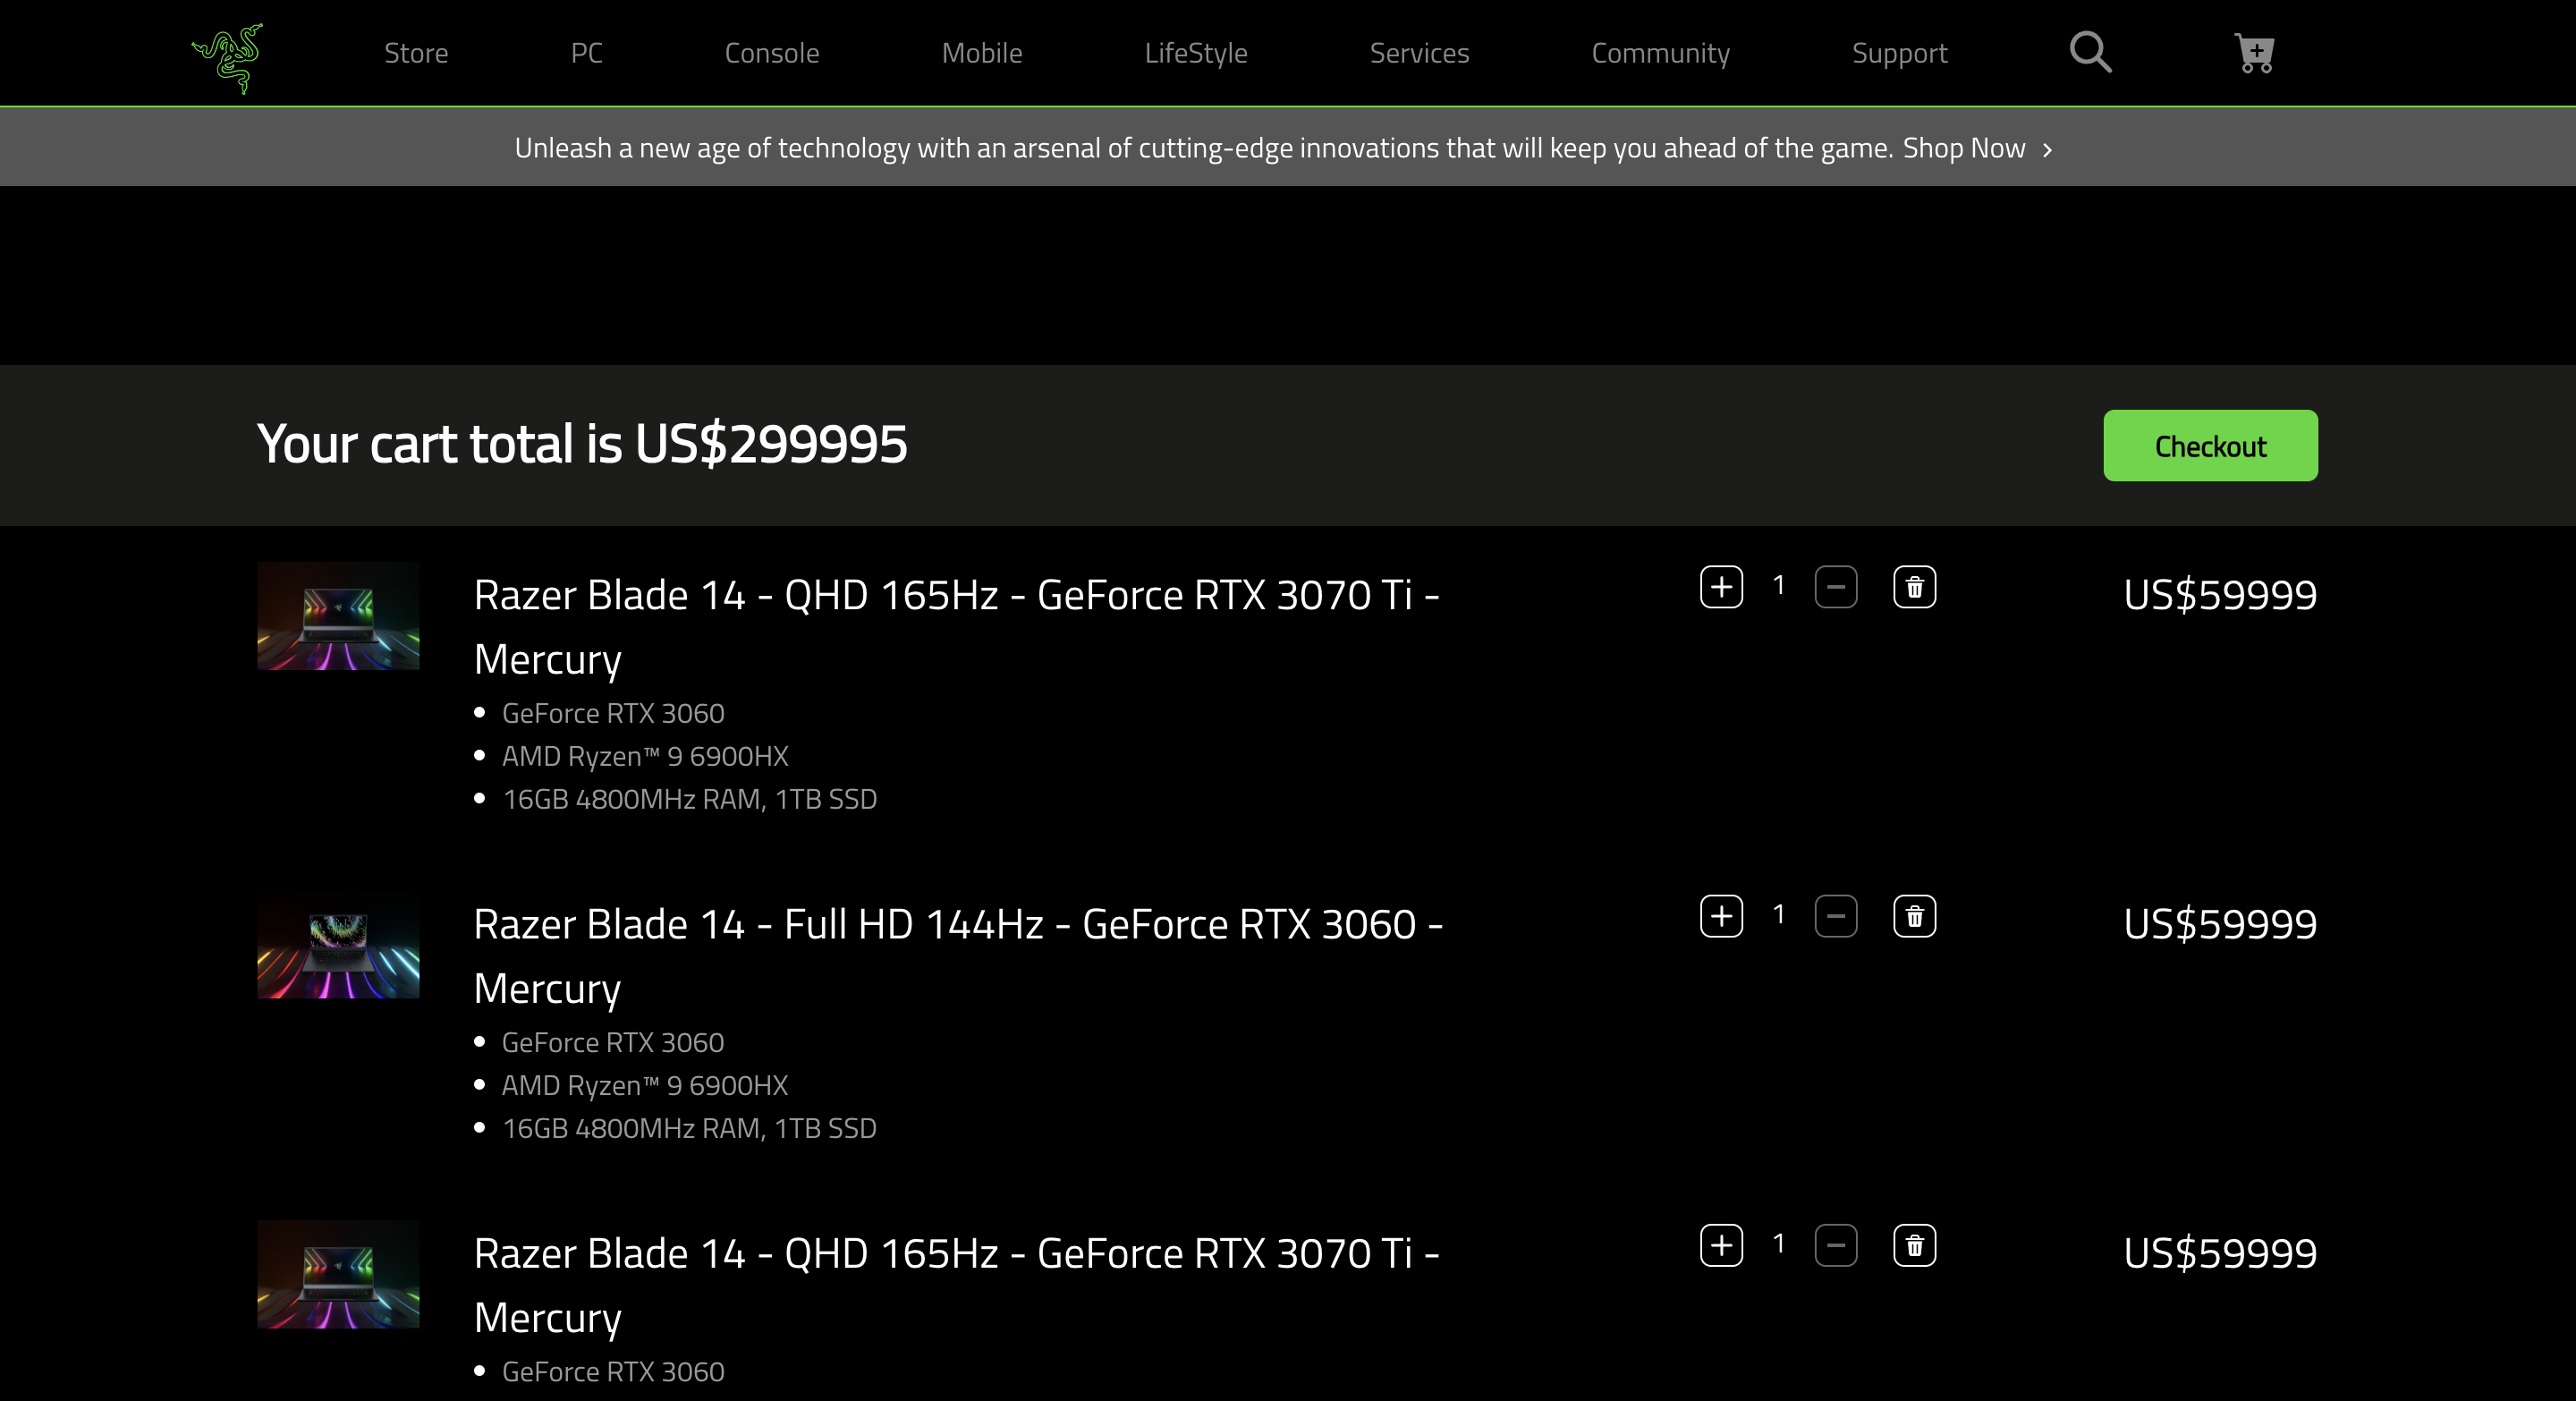 Store PC Console Mobile LifeStyle Services Community Support
Unleash a new age of technology with an arsenal of cutting-edge innovations that will keep you ahead of the game. Shop Now
Your cart total is US$299995
Checkout
Razer Blade 14 - QHD 165Hz - GeForce RTX 3070 Ti -
Mercury
1
US$59999
GeForce RTX 3060
AMD Ryzen™ 9 6900HX
16GB 4800MHz RAM, 1TB SSD
Razer Blade 14 - Full HD 144Hz - GeForce RTX 3060 -
Mercury
1
US$59999
GeForce RTX 3060
AMD Ryzen™ 9 6900HX
16GB 4800MHz RAM, 1TB SSD
Razer Blade 14 - QHD 165Hz - GeForce RTX 3070 Ti -
Mercury
1
US$59999
GeForce RTX 3060